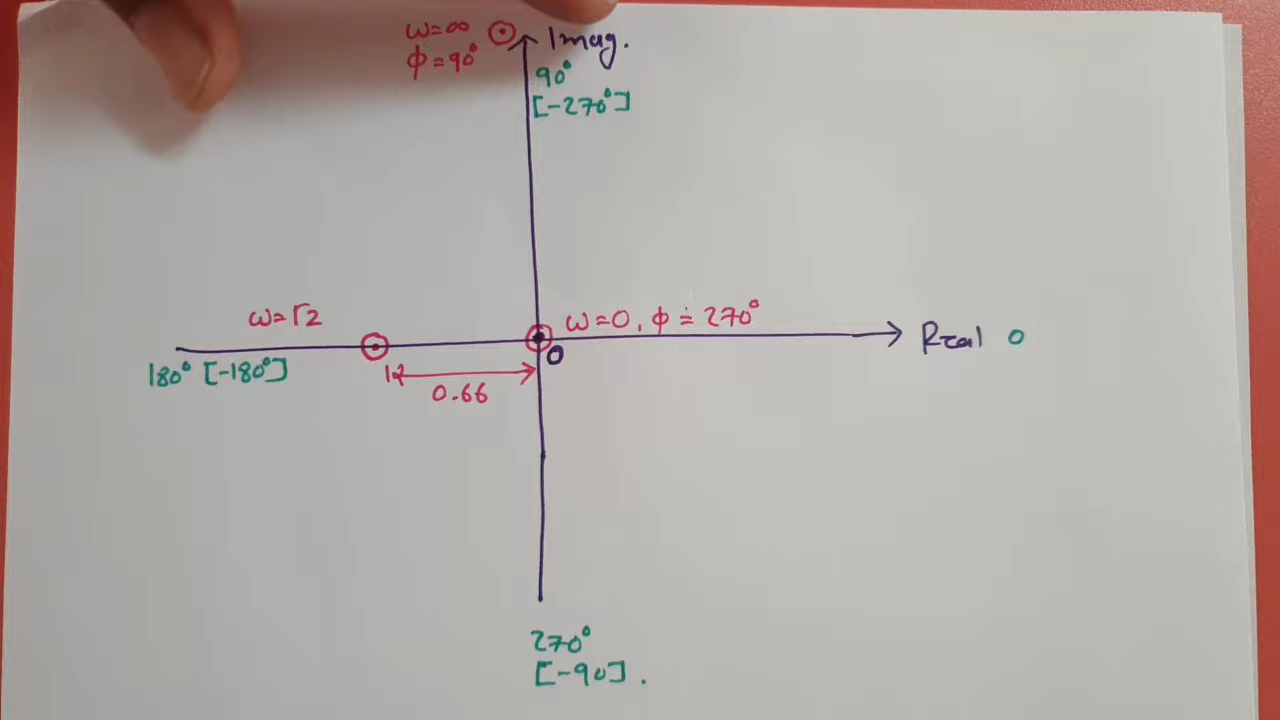 ω=∞
Imag.
ϕ=90°
90°
[-270°]
ω=√2
ω=0, ϕ=270°
Real 0
0
180° [-180°]
0.66
270°
[-90].